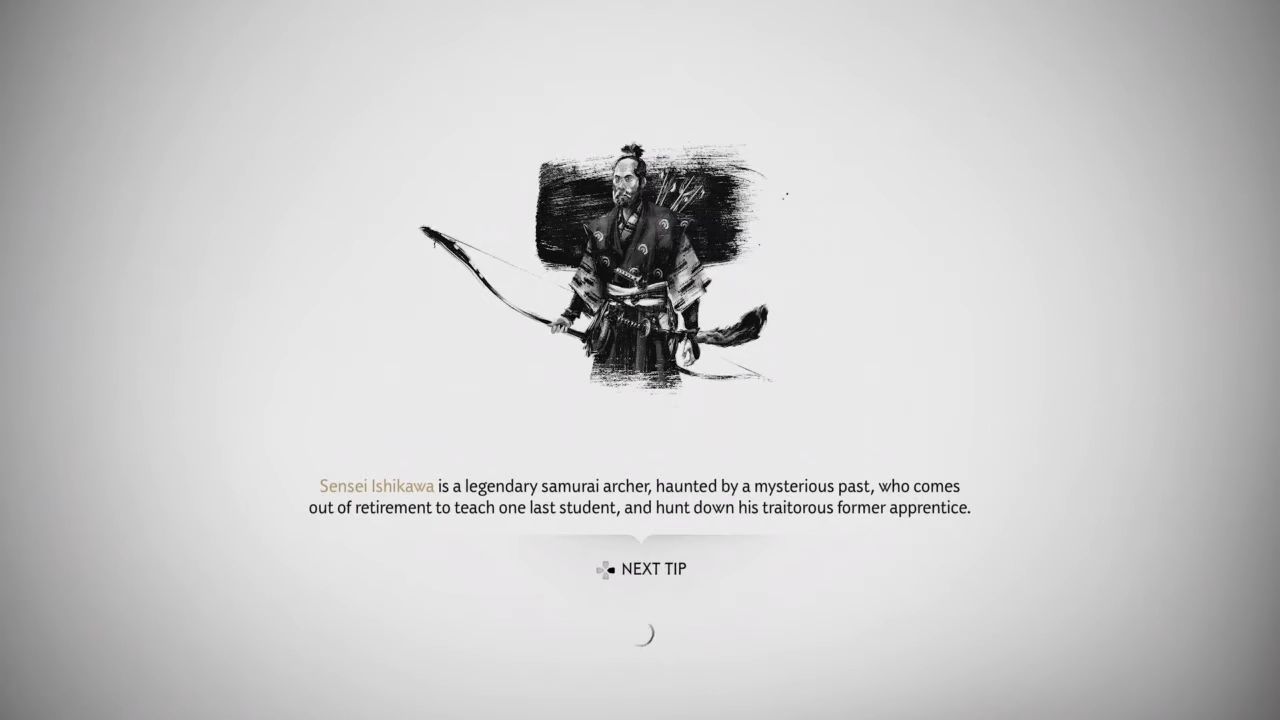 Sensei Ishikawa is a legendary samurai archer, haunted by a mysterious past, who comes
out of retirement to teach one last student, and hunt down his traitorous former apprentice.
NEXT TIP